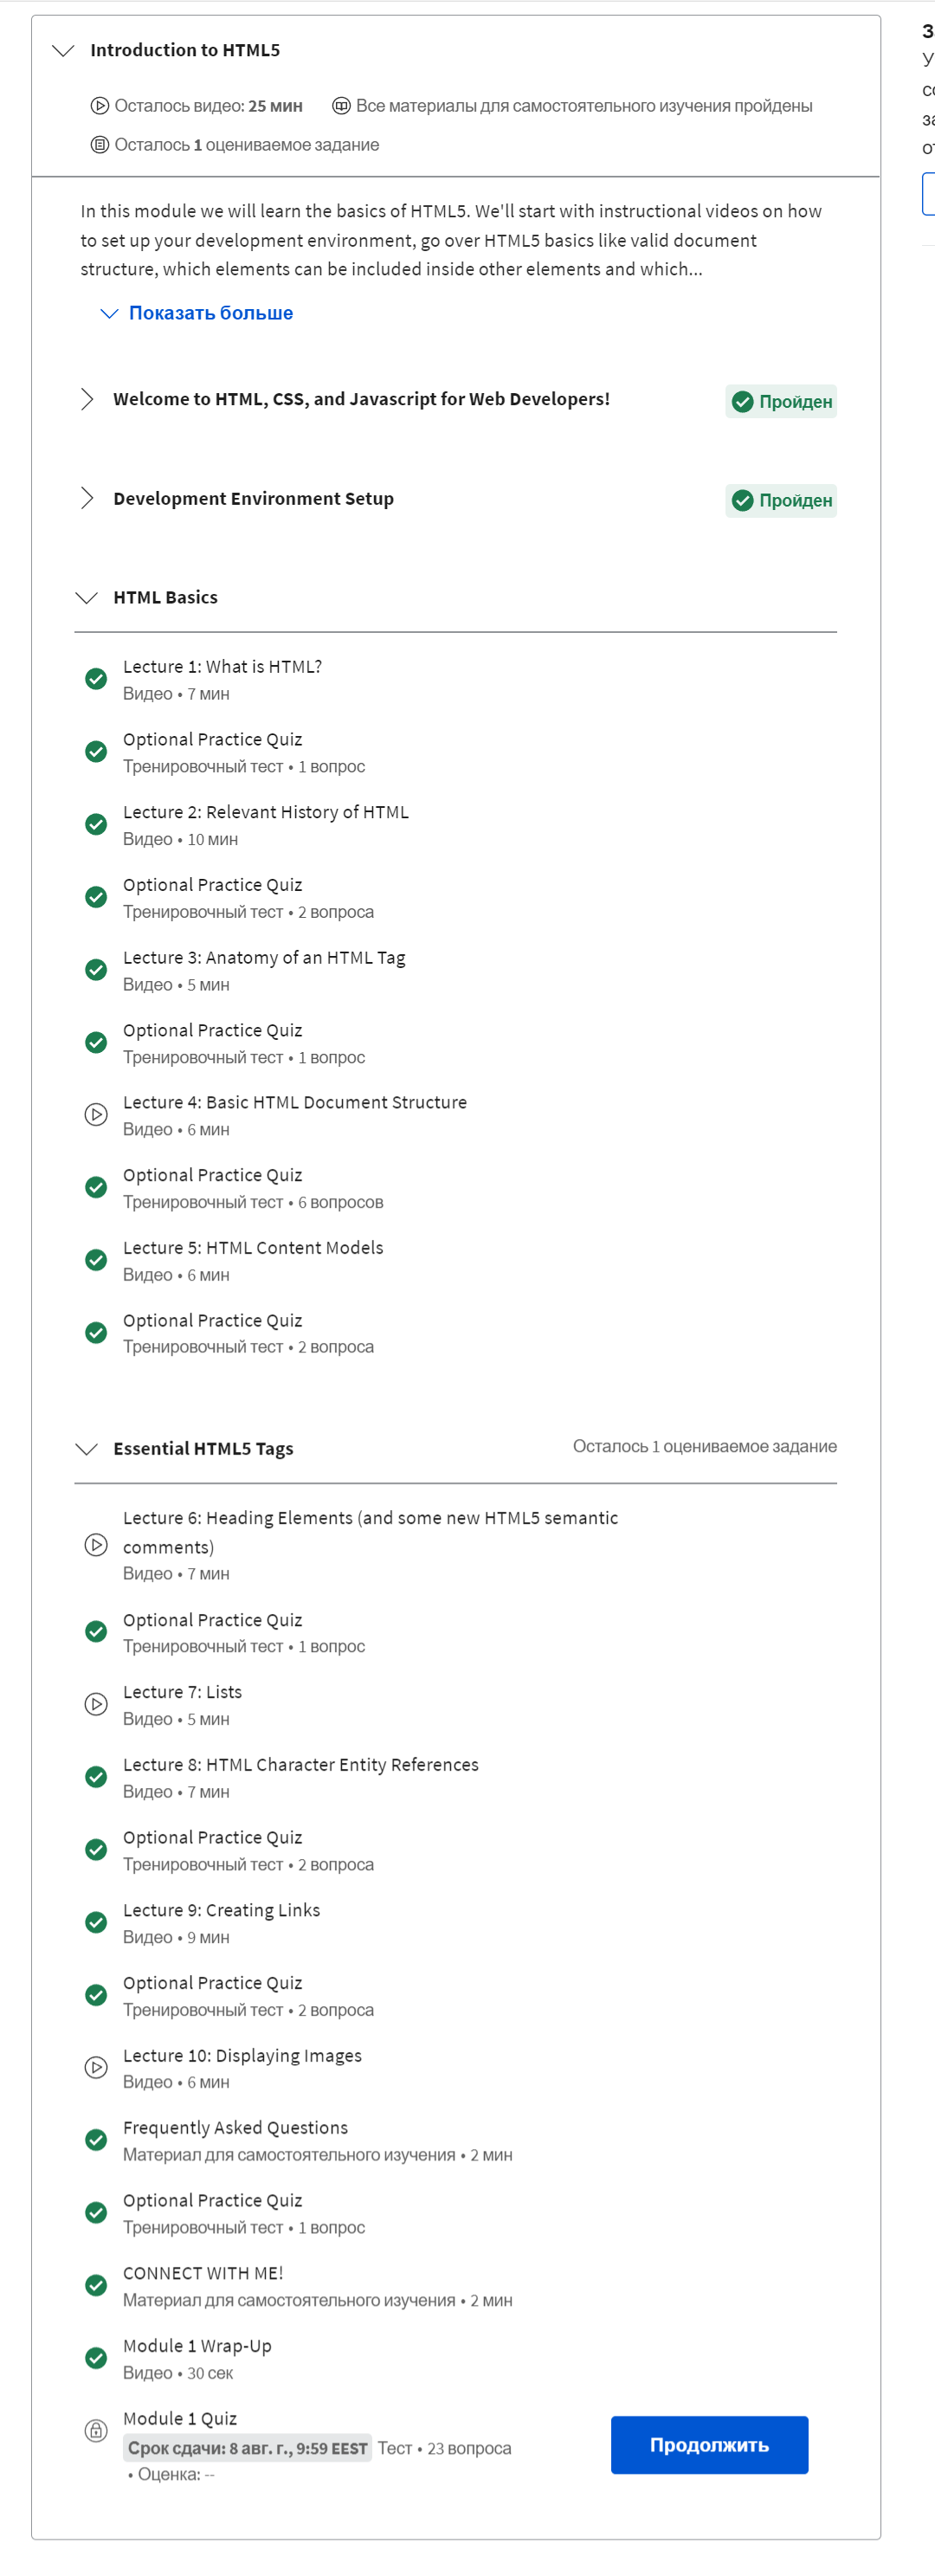 Introduction to HTML5
Осталось видео: 25 мин
Все материалы для самостоятельного изучения пройдены
Осталось 1 оцениваемое задание
In this module we will learn the basics of HTML5. We'll start with instructional videos on how
to set up your development environment, go over HTML5 basics like valid document
structure, which elements can be included inside other elements and which...
Показать больше
Welcome to HTML, CSS, and Javascript for Web Developers!
Пройден
Development Environment Setup
Пройден
HTML Basics
Lecture 1: What is HTML?
Видео • 7 мин
Optional Practice Quiz
Тренировочный тест • 1 вопрос
Lecture 2: Relevant History of HTML
Видео • 10 мин
Optional Practice Quiz
Тренировочный тест • 2 вопроса
Lecture 3: Anatomy of an HTML Tag
Видео • 5 мин
Optional Practice Quiz
Тренировочный тест • 1 вопрос
Lecture 4: Basic HTML Document Structure
Видео • 6 мин
Optional Practice Quiz
Тренировочный тест • 6 вопросов
Lecture 5: HTML Content Models
Видео • 6 мин
Optional Practice Quiz
Тренировочный тест • 2 вопроса
Essential HTML5 Tags
Осталось 1 оцениваемое задание
Lecture 6: Heading Elements (and some new HTML5 semantic
comments)
Видео • 7 мин
Optional Practice Quiz
Тренировочный тест • 1 вопрос
Lecture 7: Lists
Видео • 5 мин
Lecture 8: HTML Character Entity References
Видео • 7 мин
Optional Practice Quiz
Тренировочный тест • 2 вопроса
Lecture 9: Creating Links
Видео • 9 мин
Optional Practice Quiz
Тренировочный тест • 2 вопроса
Lecture 10: Displaying Images
Видео • 6 мин
Frequently Asked Questions
Материал для самостоятельного изучения • 2 мин
Optional Practice Quiz
Тренировочный тест • 1 вопрос
CONNECT WITH ME!
Материал для самостоятельного изучения • 2 мин
Module 1 Wrap-Up
Видео • 30 сек
Module 1 Quiz
Срок сдачи: 8 авг. г., 9:59 EEST Тест • 23 вопроса
• Оценка: --
Продолжить